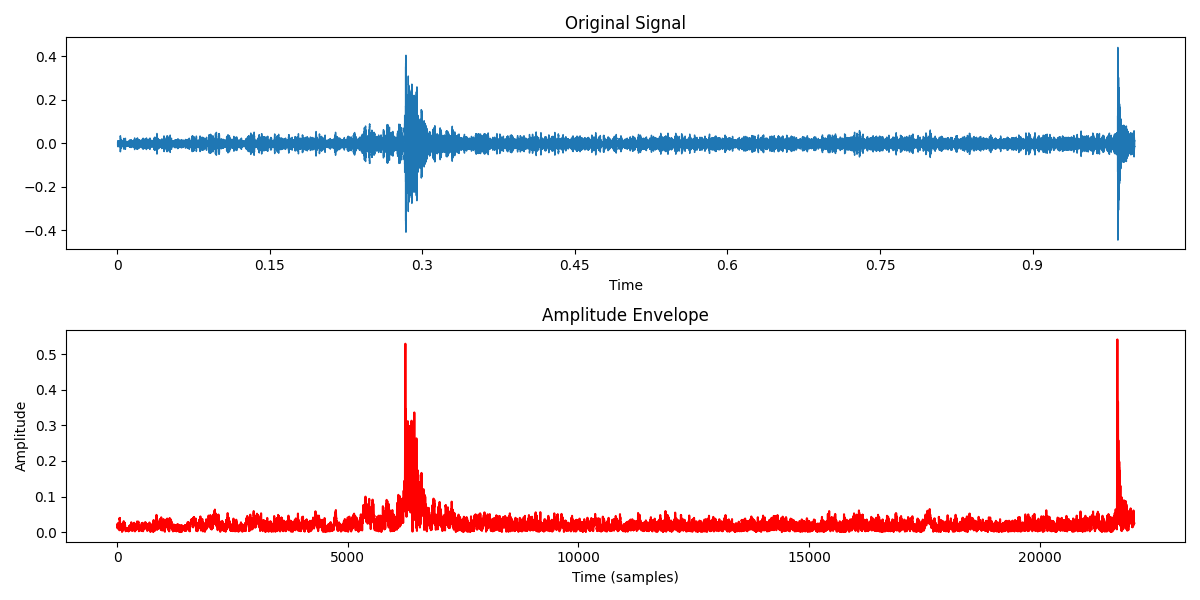 Original Signal
0.4
0.2
0.0
−0.2
−0.4
0 0.15 0.3 0.45 0.6 0.75 0.9
Time
Amplitude Envelope
Amplitude
0.5
0.4
0.3
0.2
0.1
0.0
0 5000 10000 15000 20000
Time (samples)